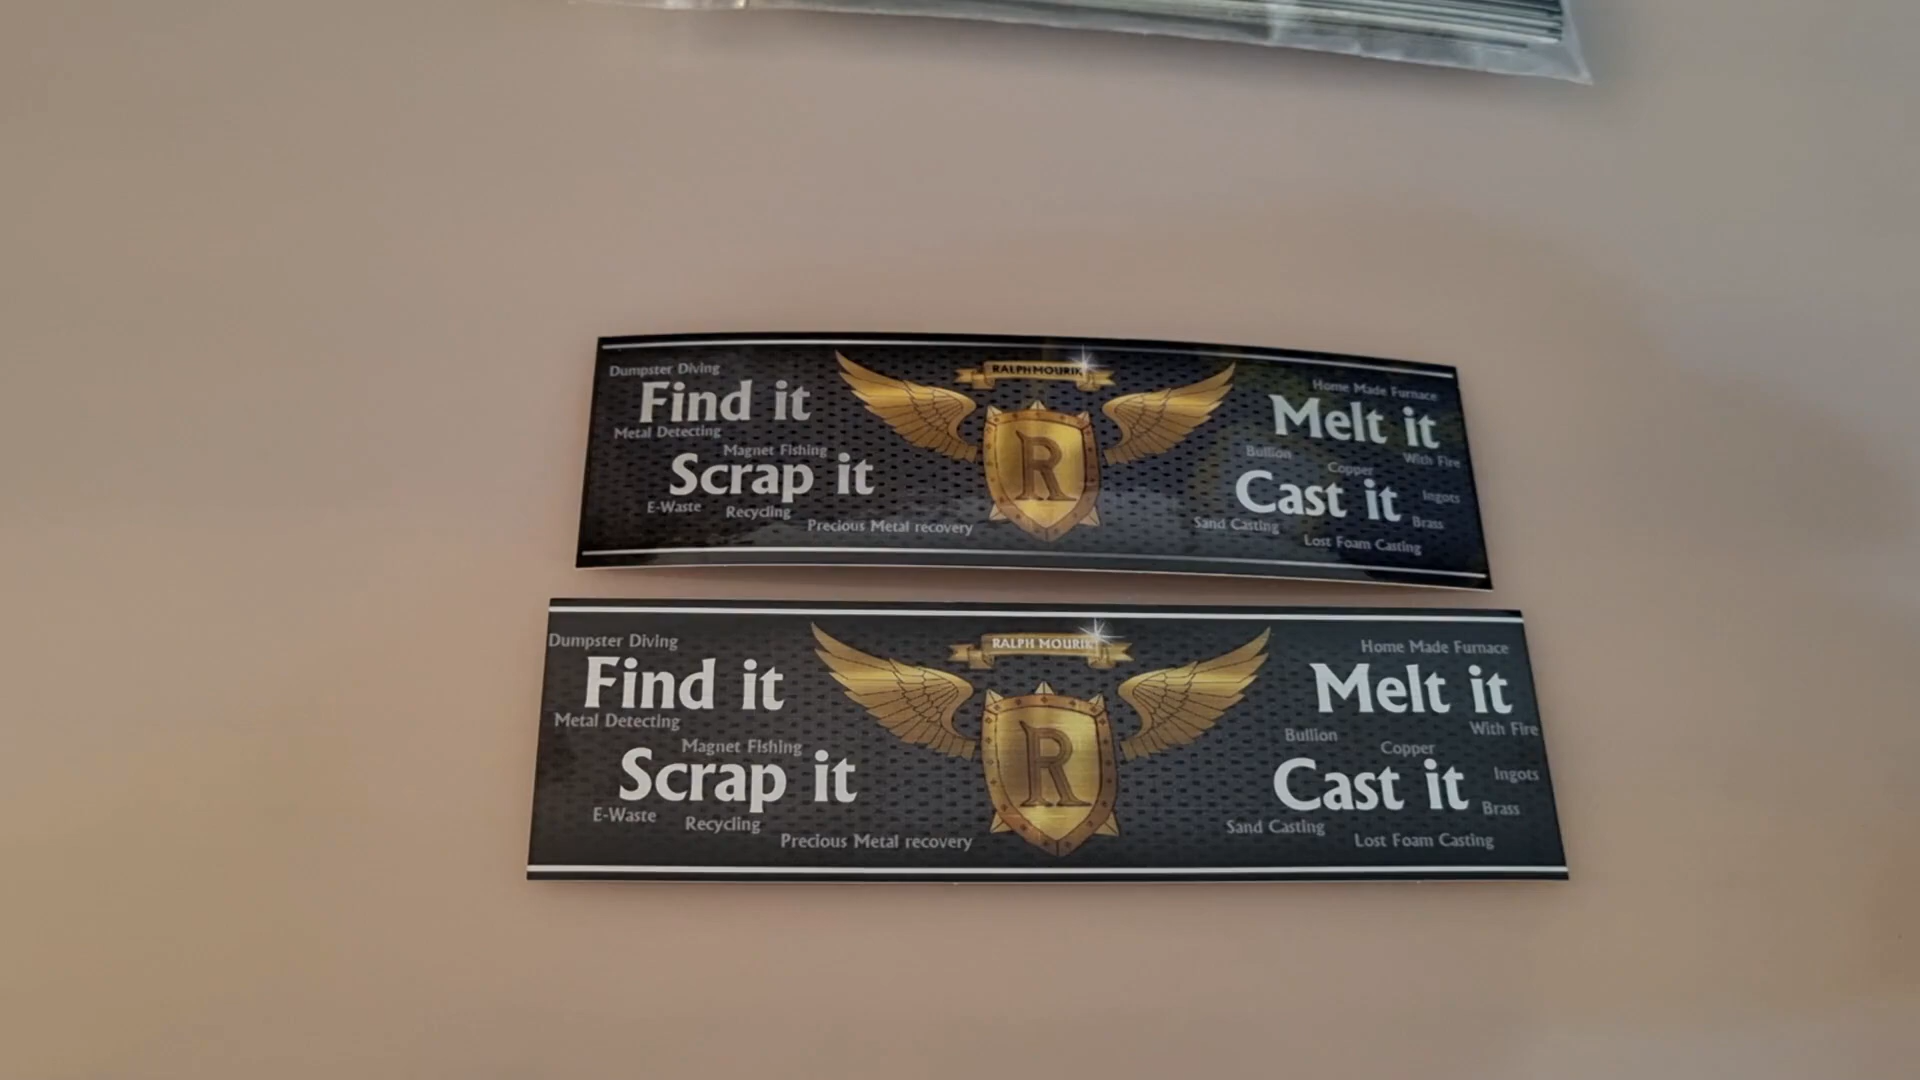 Dumpster Diving
Find it
Metal Detecting
Magnet Fishing
Scrap it
E-Waste
Recycling
Precious Metal recovery
RALPH MOURIK
R
Home Made Furnace
Melt it
With Fire
Bullion
Copper
Cast it
Ingots
Brass
Sand Casting
Lost Foam Casting
Dumpster Diving
Find it
Metal Detecting
Magnet Fishing
Scrap it
E-Waste
Recycling
Precious Metal recovery
RALPH MOURIK
R
Home Made Furnace
Melt it
With Fire
Bullion
Copper
Cast it
Ingots
Brass
Sand Casting
Lost Foam Casting